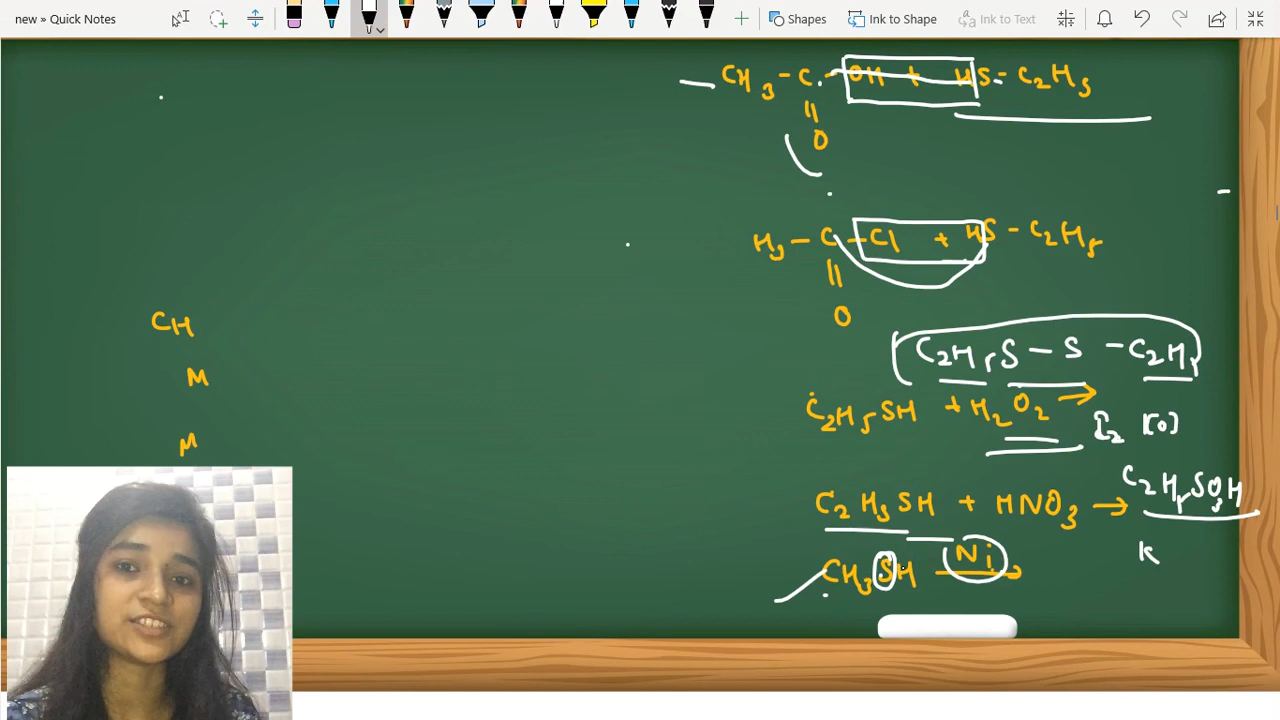 new » Quick Notes
Shapes
Ink to Shape
Ink to Text
CH3-C-OH + HS-C2H5
||
O
H3-C-Cl + HS-C2H5
||
O
CH
C2H5S-S-C2H5
M
C2H5SH + H2O2 →
I2 [O]
M
C2H5SH + HNO3 → C2H5SO3H
K
CH3SH Ni →